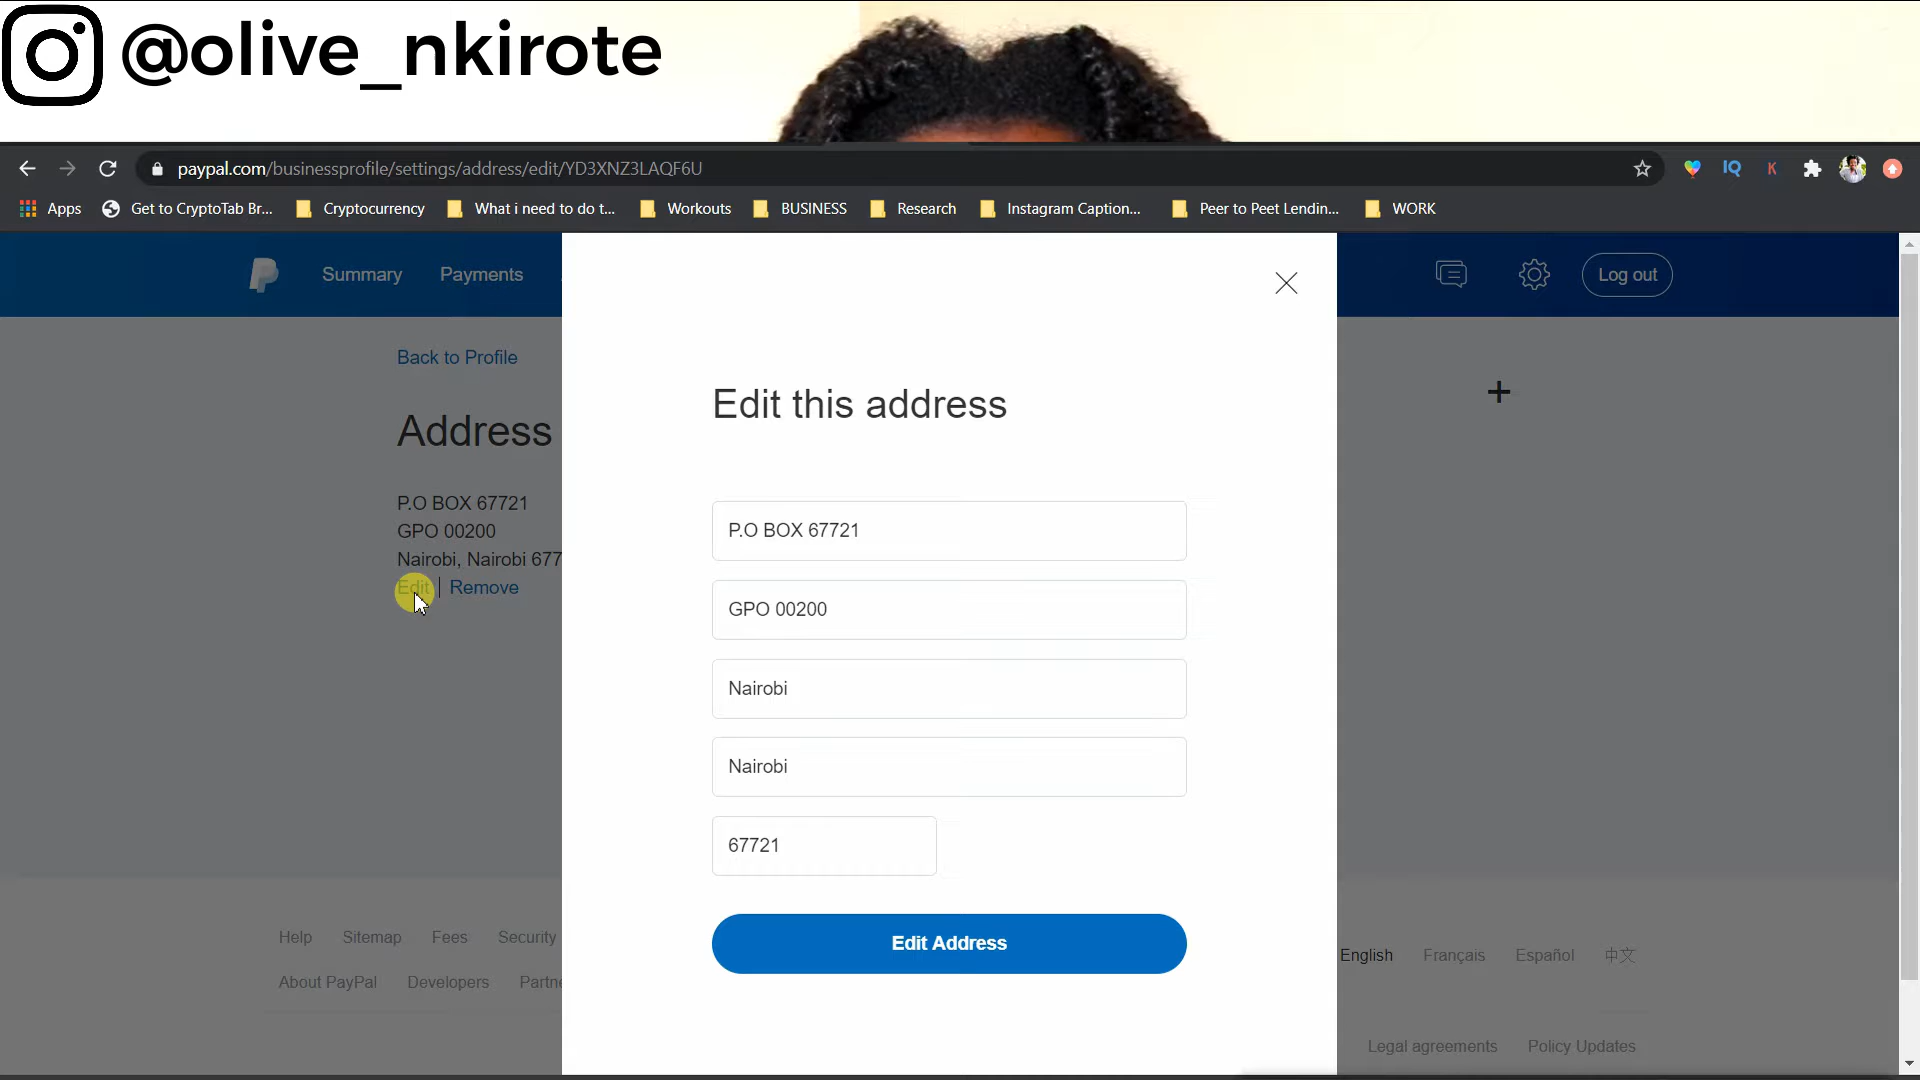 @olive_nkirote
paypal.com/businessprofile/settings/address/edit/YD3XNZ3LAQF6U
IQ
K
Apps
Get to CryptoTab Br...
Cryptocurrency
What i need to do t...
Workouts
BUSINESS
Research
Instagram Caption...
Peer to Peet Lendin...
WORK
Summary
Payments
Log out
Back to Profile
Address
P.O BOX 67721
GPO 00200
Nairobi, Nairobi 677
Edit | Remove
Edit this address
P.O BOX 67721
GPO 00200
Nairobi
Nairobi
67721
Edit Address
Help Sitemap Fees Security
About PayPal Developers Partne
English Français Español 中文
Legal agreements Policy Updates